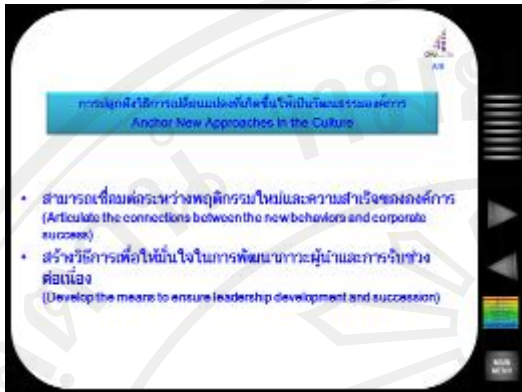 การปลูกฝังวิธีการเปลี่ยนแปลงที่เกิดขึ้นให้เป็นวัฒนธรรมองค์การ
Anchor New Approaches in the Culture
• สามารถเชื่อมต่อระหว่างพฤติกรรมใหม่และความสำเร็จขององค์การ
(Articulate the connections between the new behaviors and corporate
success)
• สร้างวิธีการเพื่อให้มั่นใจในการพัฒนาภาวะผู้นำและการรับช่วง
ต่อเนื่อง
(Develop the means to ensure leadership development and succession)
MAIN
MENU